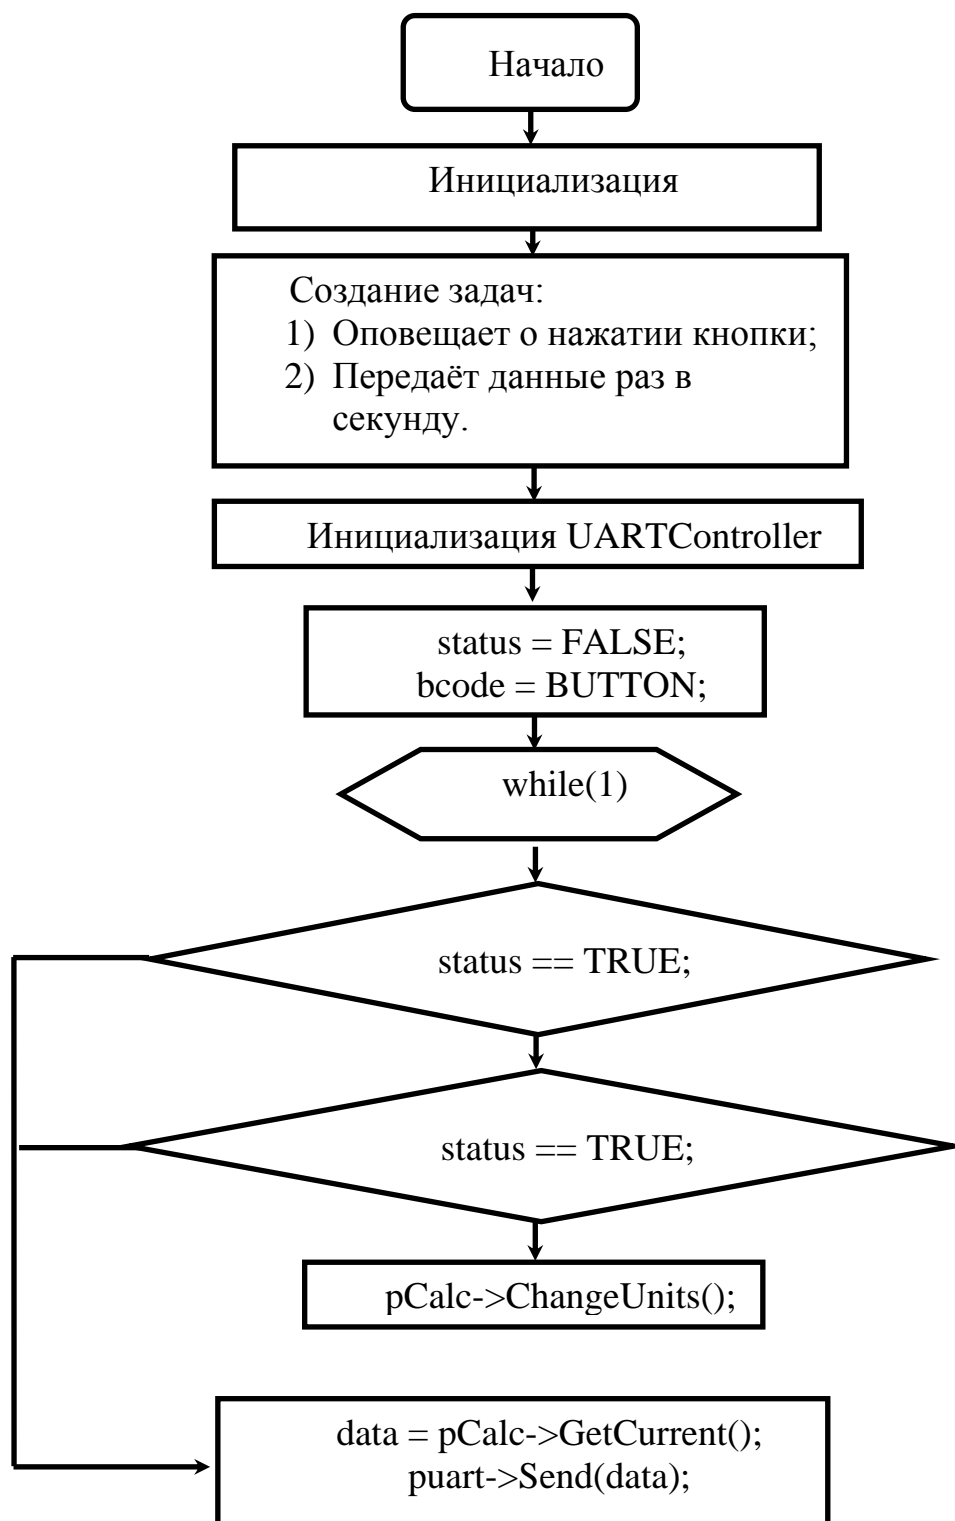 Начало
Инициализация
Создание задач:
1) Оповещает о нажатии кнопки;
2) Передаёт данные раз в
секунду.
Инициализация UARTController
status = FALSE;
bcode = BUTTON;
while(1)
status == TRUE;
status == TRUE;
pCalc->ChangeUnits();
data = pCalc->GetCurrent();
puart->Send(data);